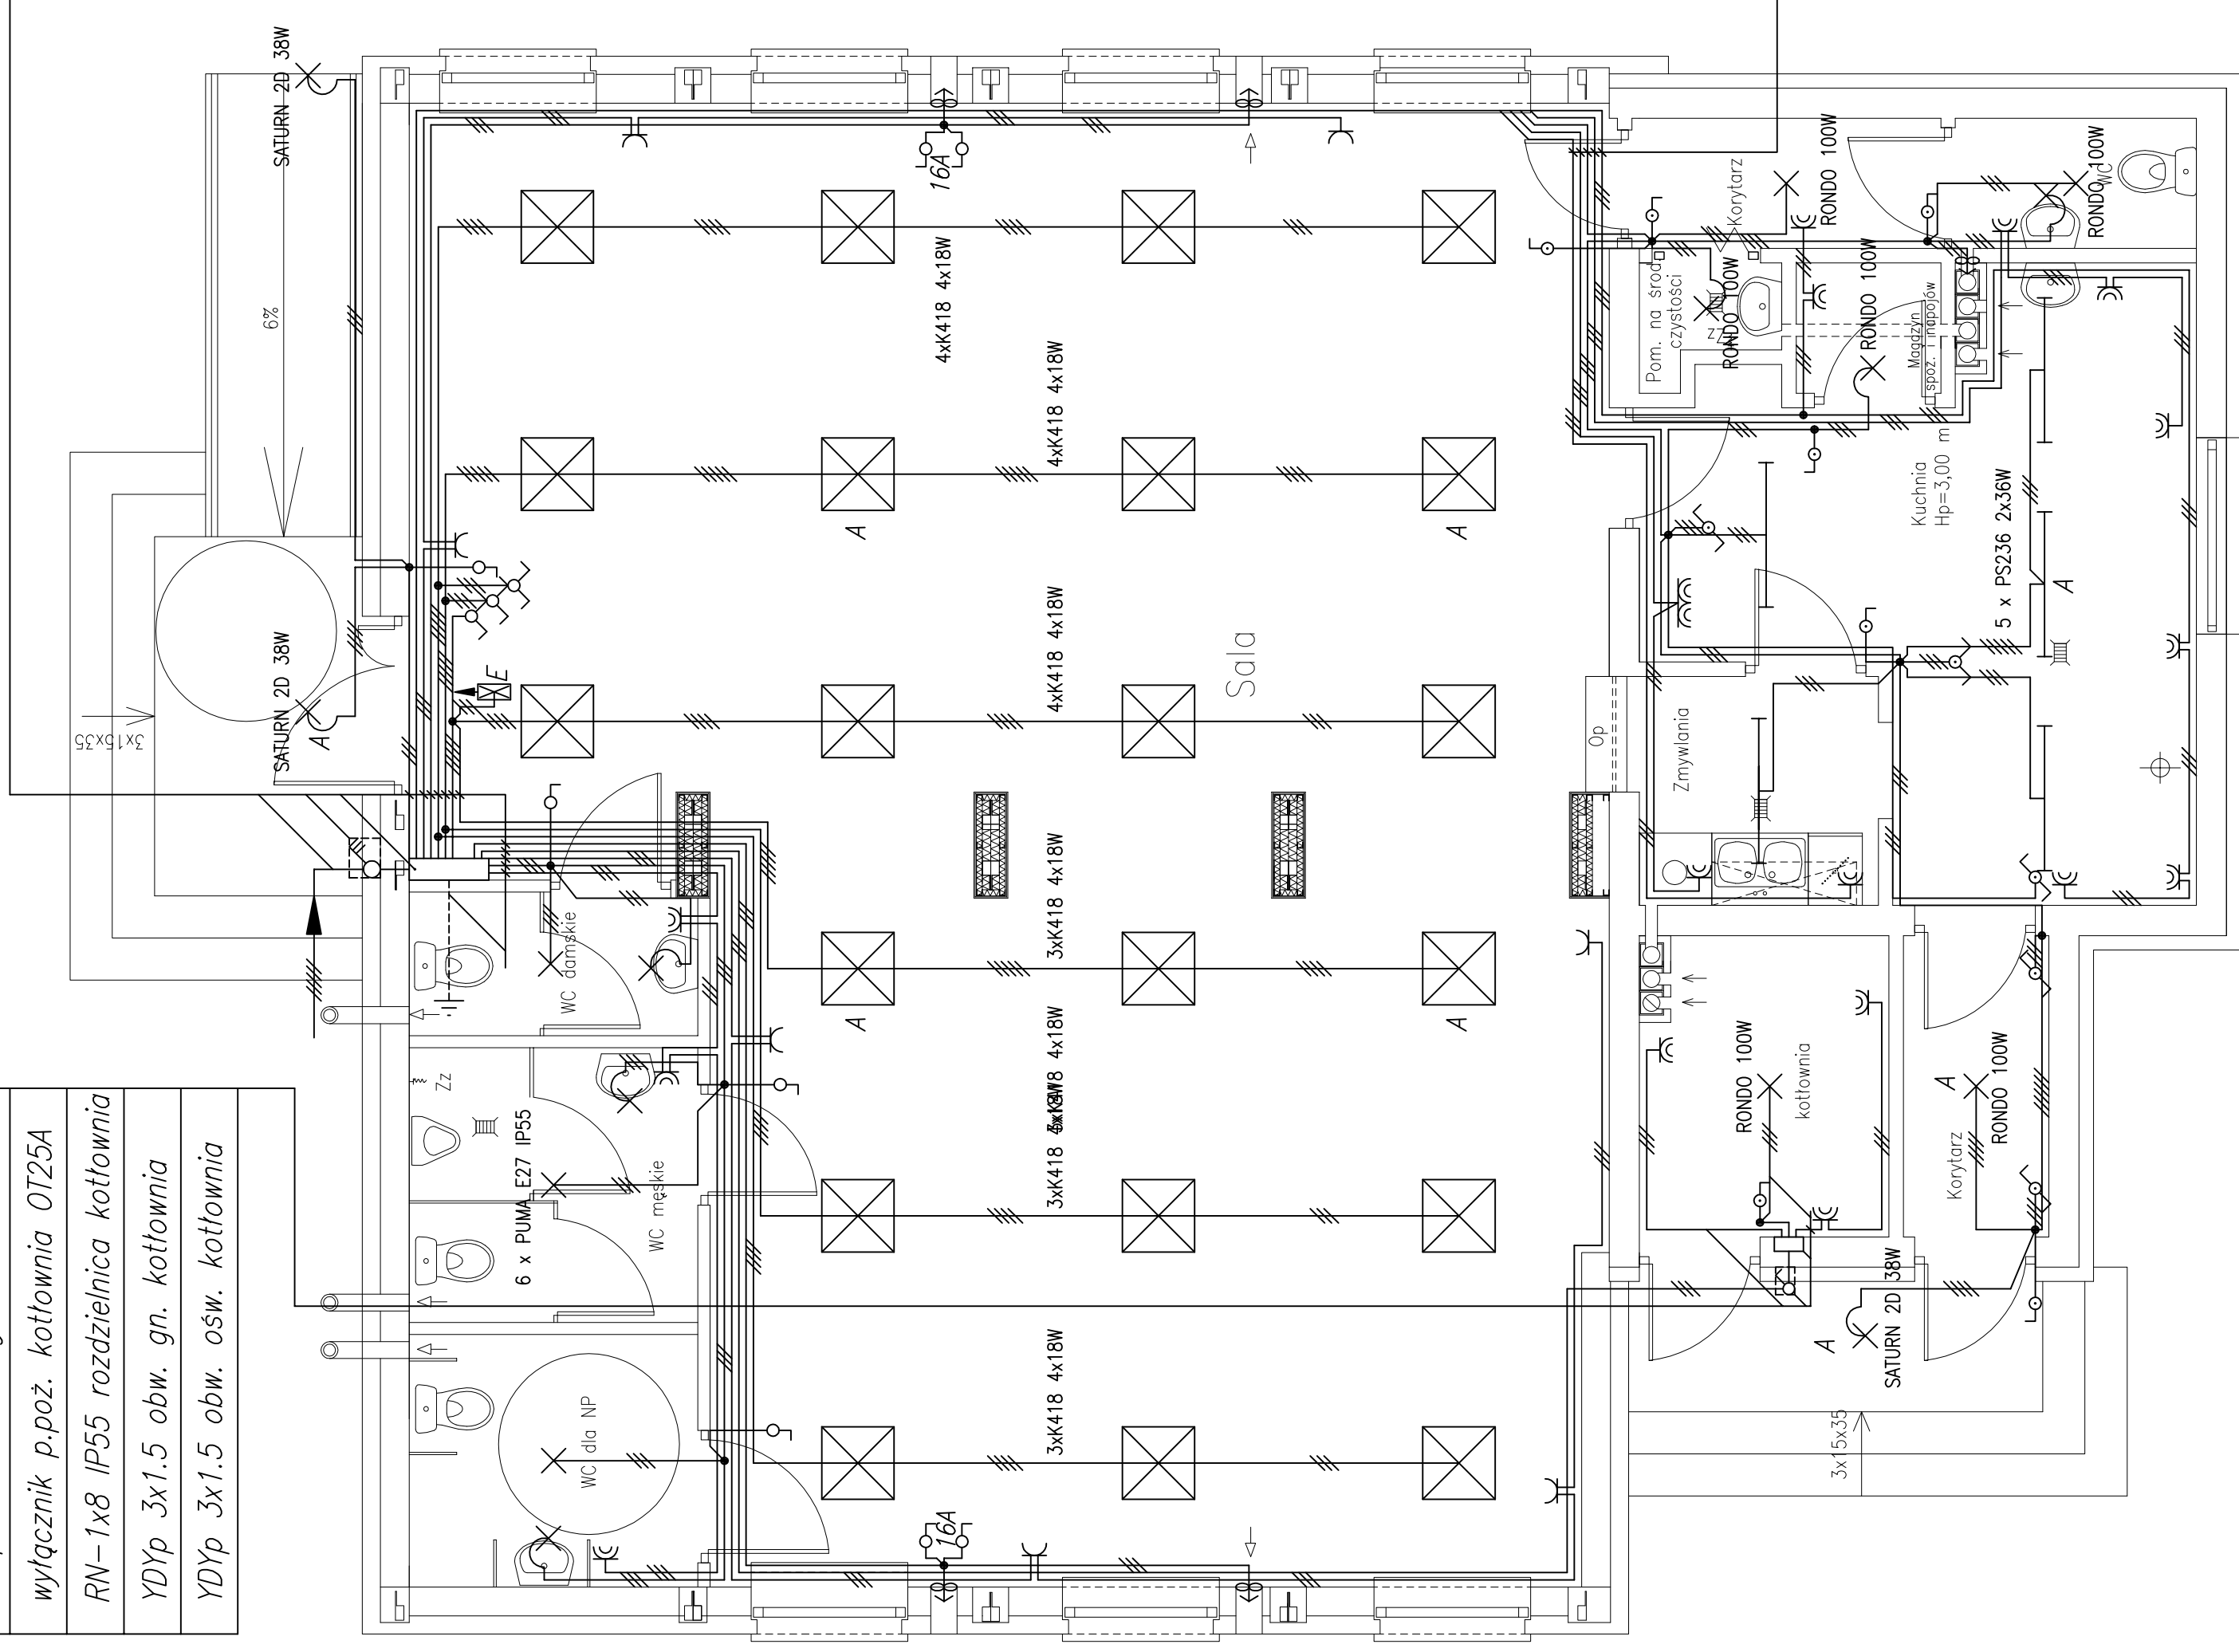 wyłącznik p.poż. kotłownia OT25A
RN-1x8 IP55 rozdzielnica kotłownia
YDYp 3x1.5 obw. gn. kotłownia
YDYp 3x1.5 obw. ośw. kotłownia
3x15x35
6%
SATURN 2D 38W
SATURN 2D 38W
A
E
WC damskie
Zz
6 x PUMA E27 IP55
WC męskie
WC dla NP
16A
4xK418 4x18W
4xK418 4x18W
A
A
4xK418 4x18W
Sala
3xK418 4x18W
A
A
3xK418 4x18W
3xK418
3xK418 4x18W
16A
Op
Pom. na środ.
czystości
Zz
RONDO 100W
Korytarz
RONDO 100W
RONDO 100W
Magazyn
spoż. i napojów
RONDO 100W
WC
Kuchnia
Hp=3,00 m
5 x PS236 2x36W
A
Zmywlania
RONDO 100W
kotłownia
A
RONDO 100W
Korytarz
A
SATURN 2D 38W
3x15x35